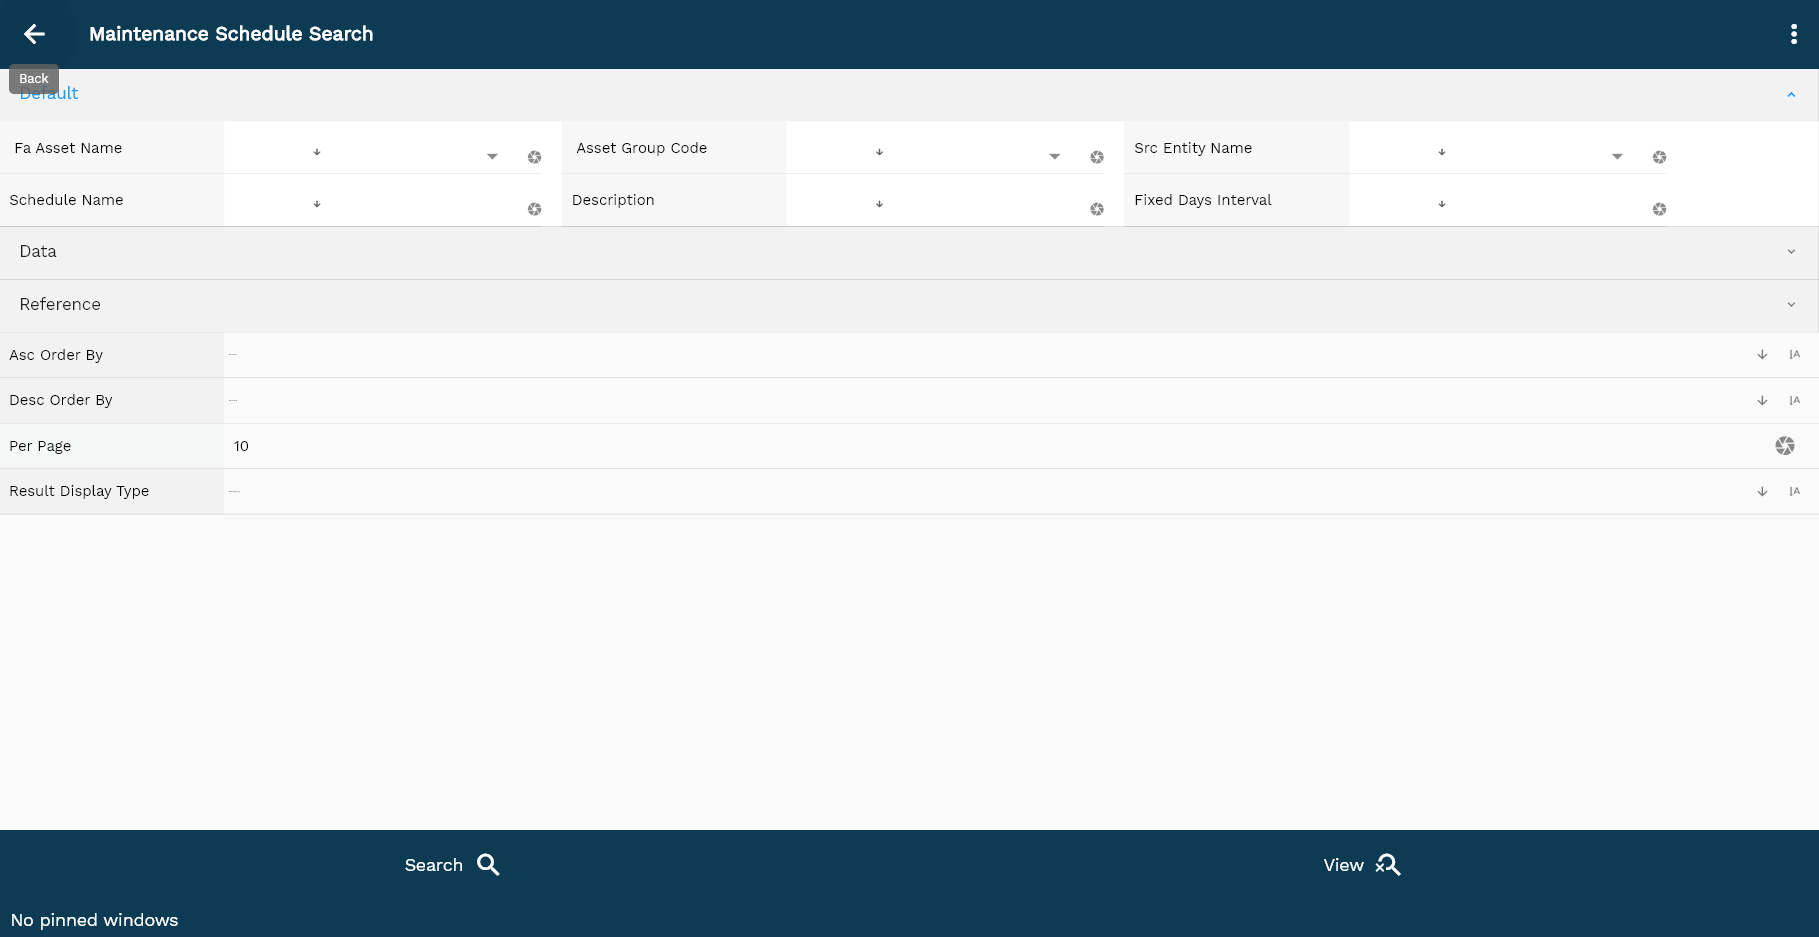 Maintenance Schedule Search
Back
Default
Fa Asset Name
Asset Group Code
Src Entity Name
Schedule Name
Description
Fixed Days Interval
Data
Reference
Asc Order By
Desc Order By
Per Page
10
Result Display Type
Search
View
No pinned windows